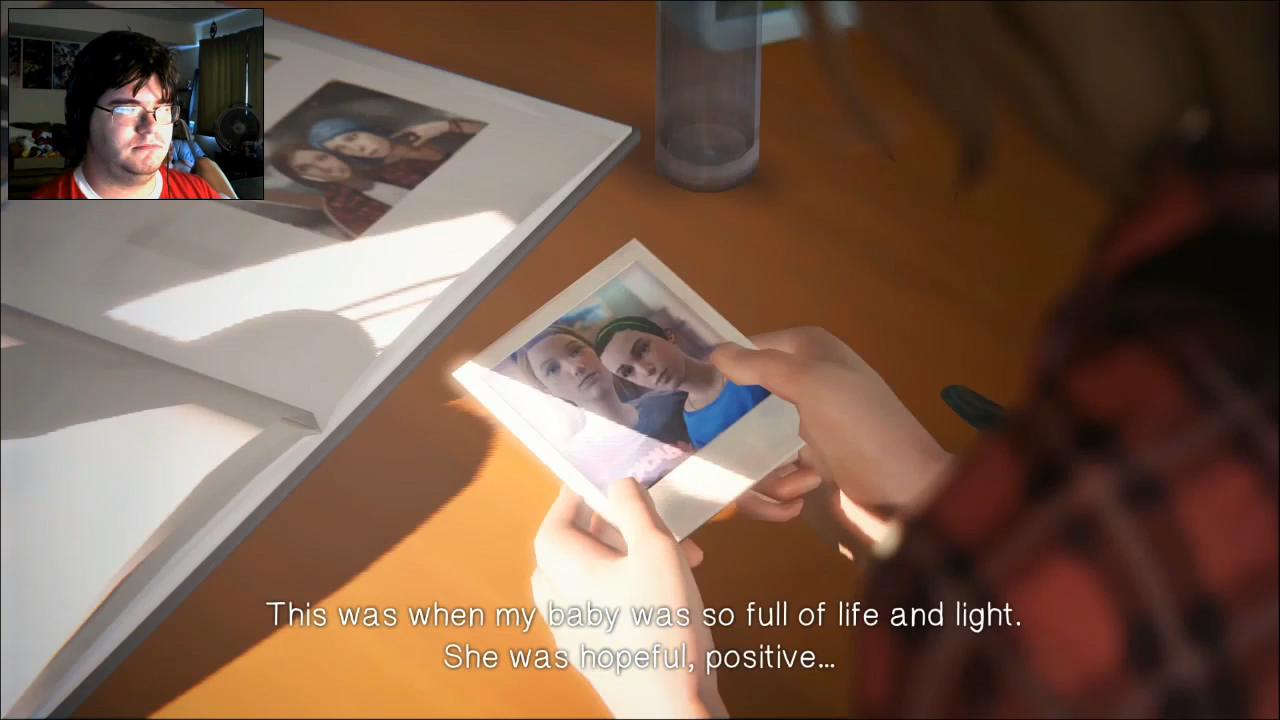 This was when my baby was so full of life and light.
She was hopeful, positive...